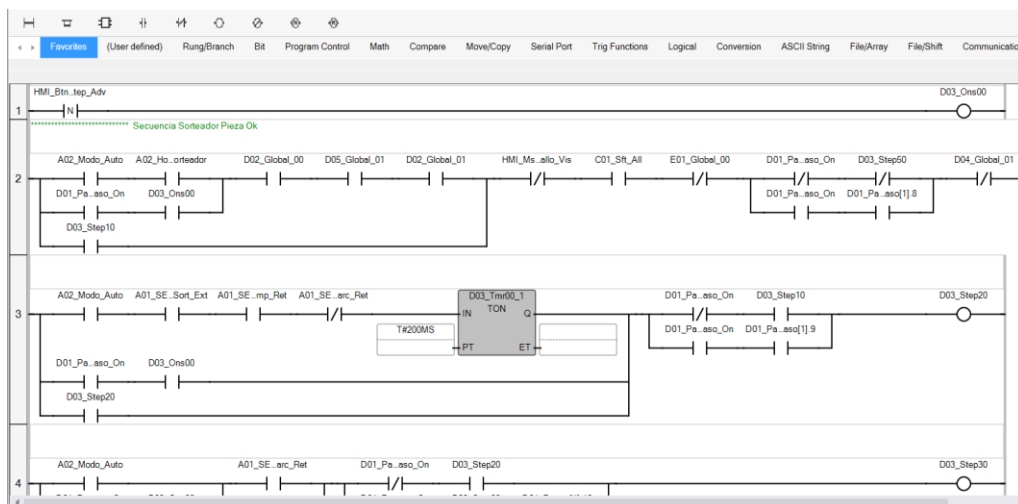 Favorites (User defined) Rung/Branch Bit Program Control Math Compare Move/Copy Serial Port Trig Functions Logical Conversion ASCII String File/Array File/Shift Communicatio
HMI_Btn..tep_Adv D03_Ons00
1 N
**************************** Secuencia Sorteador Pieza Ok
A02_Modo_Auto A02_Ho..orteador D02_Global_00 D05_Global_01 D02_Global_01 HMI_Ms..allo_Vis C01_Sft_All E01_Global_00 D01_Pa..aso_On D03_Step50 D04_Global_01
2
D01_Pa..aso_On D03_Ons00 D01_Pa..aso_On D01_Pa..aso[1].8
D03_Step10
A02_Modo_Auto A01_SE..Sort_Ext A01_SE..mp_Ret A01_SE..arc_Ret D03_Tmr00_1 D01_Pa..aso_On D03_Step10 D03_Step20
3 IN TON Q
T#200MS D01_Pa..aso_On D01_Pa..aso[1].9
PT ET
D01_Pa..aso_On D03_Ons00
D03_Step20
A02_Modo_Auto A01_SE..arc_Ret D01_Pa..aso_On D03_Step20 D03_Step30
4